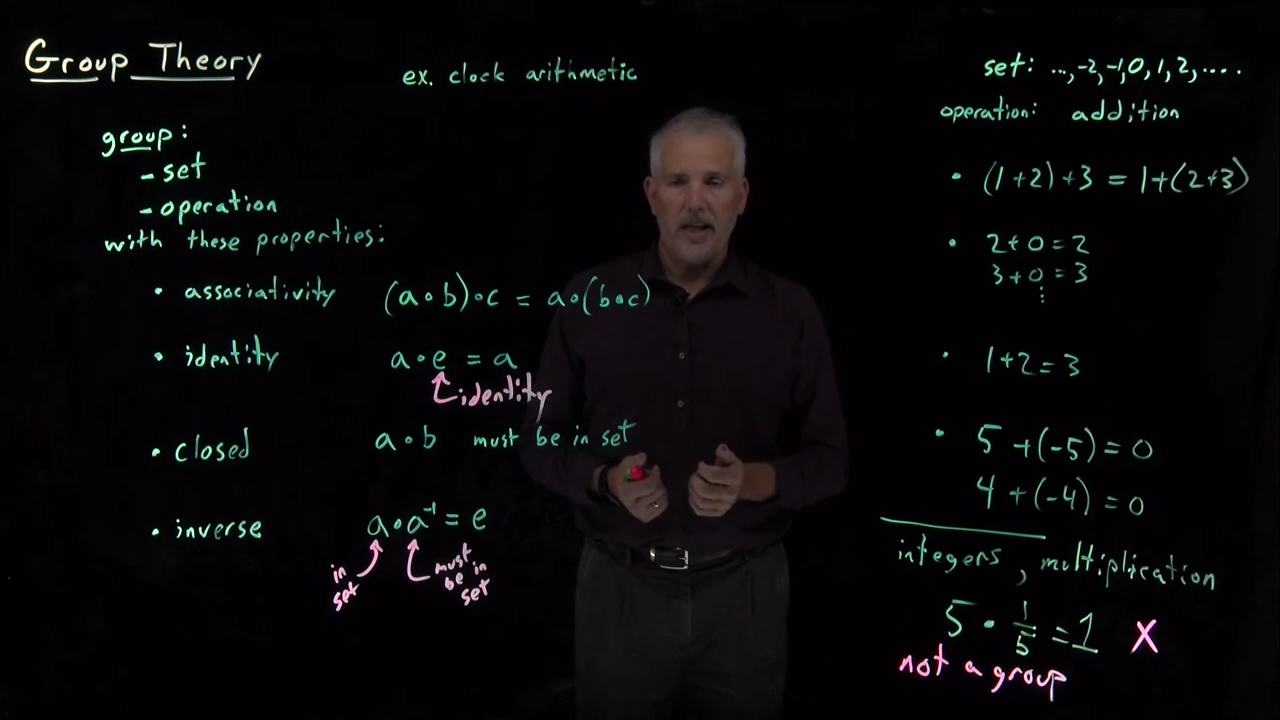 Group Theory
ex. clock arithmetic
group:
- set
- operation
with these properties:
• associativity (a∘b)∘c = a∘(b∘c)
• identity a∘e = a
identity
• closed a∘b must be in set
• inverse a∘a⁻¹ = e
in set
must be in set
set: ...,-2,-1,0,1,2,....
operation: addition
• (1+2)+3 = 1+(2+3)
• 2+0=2
3+0=3
⋮
• 1+2=3
• 5+(-5)=0
4+(-4)=0
integers, multiplication
5 · 1/5 = 1 X
not a group